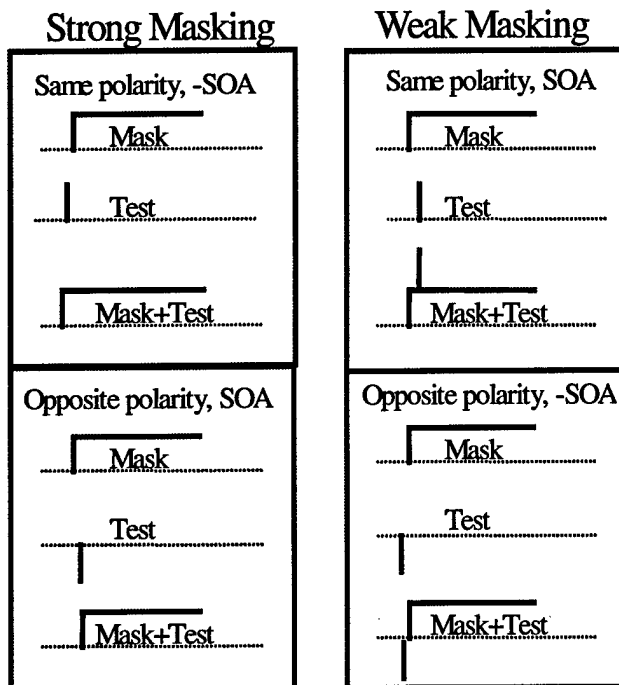 Strong Masking
Same polarity, -SOA
Mask
Test
Mask+Test
Opposite polarity, SOA
Mask
Test
Mask+Test
Weak Masking
Same polarity, SOA
Mask
Test
Mask+Test
Opposite polarity, -SOA
Mask
Test
Mask+Test